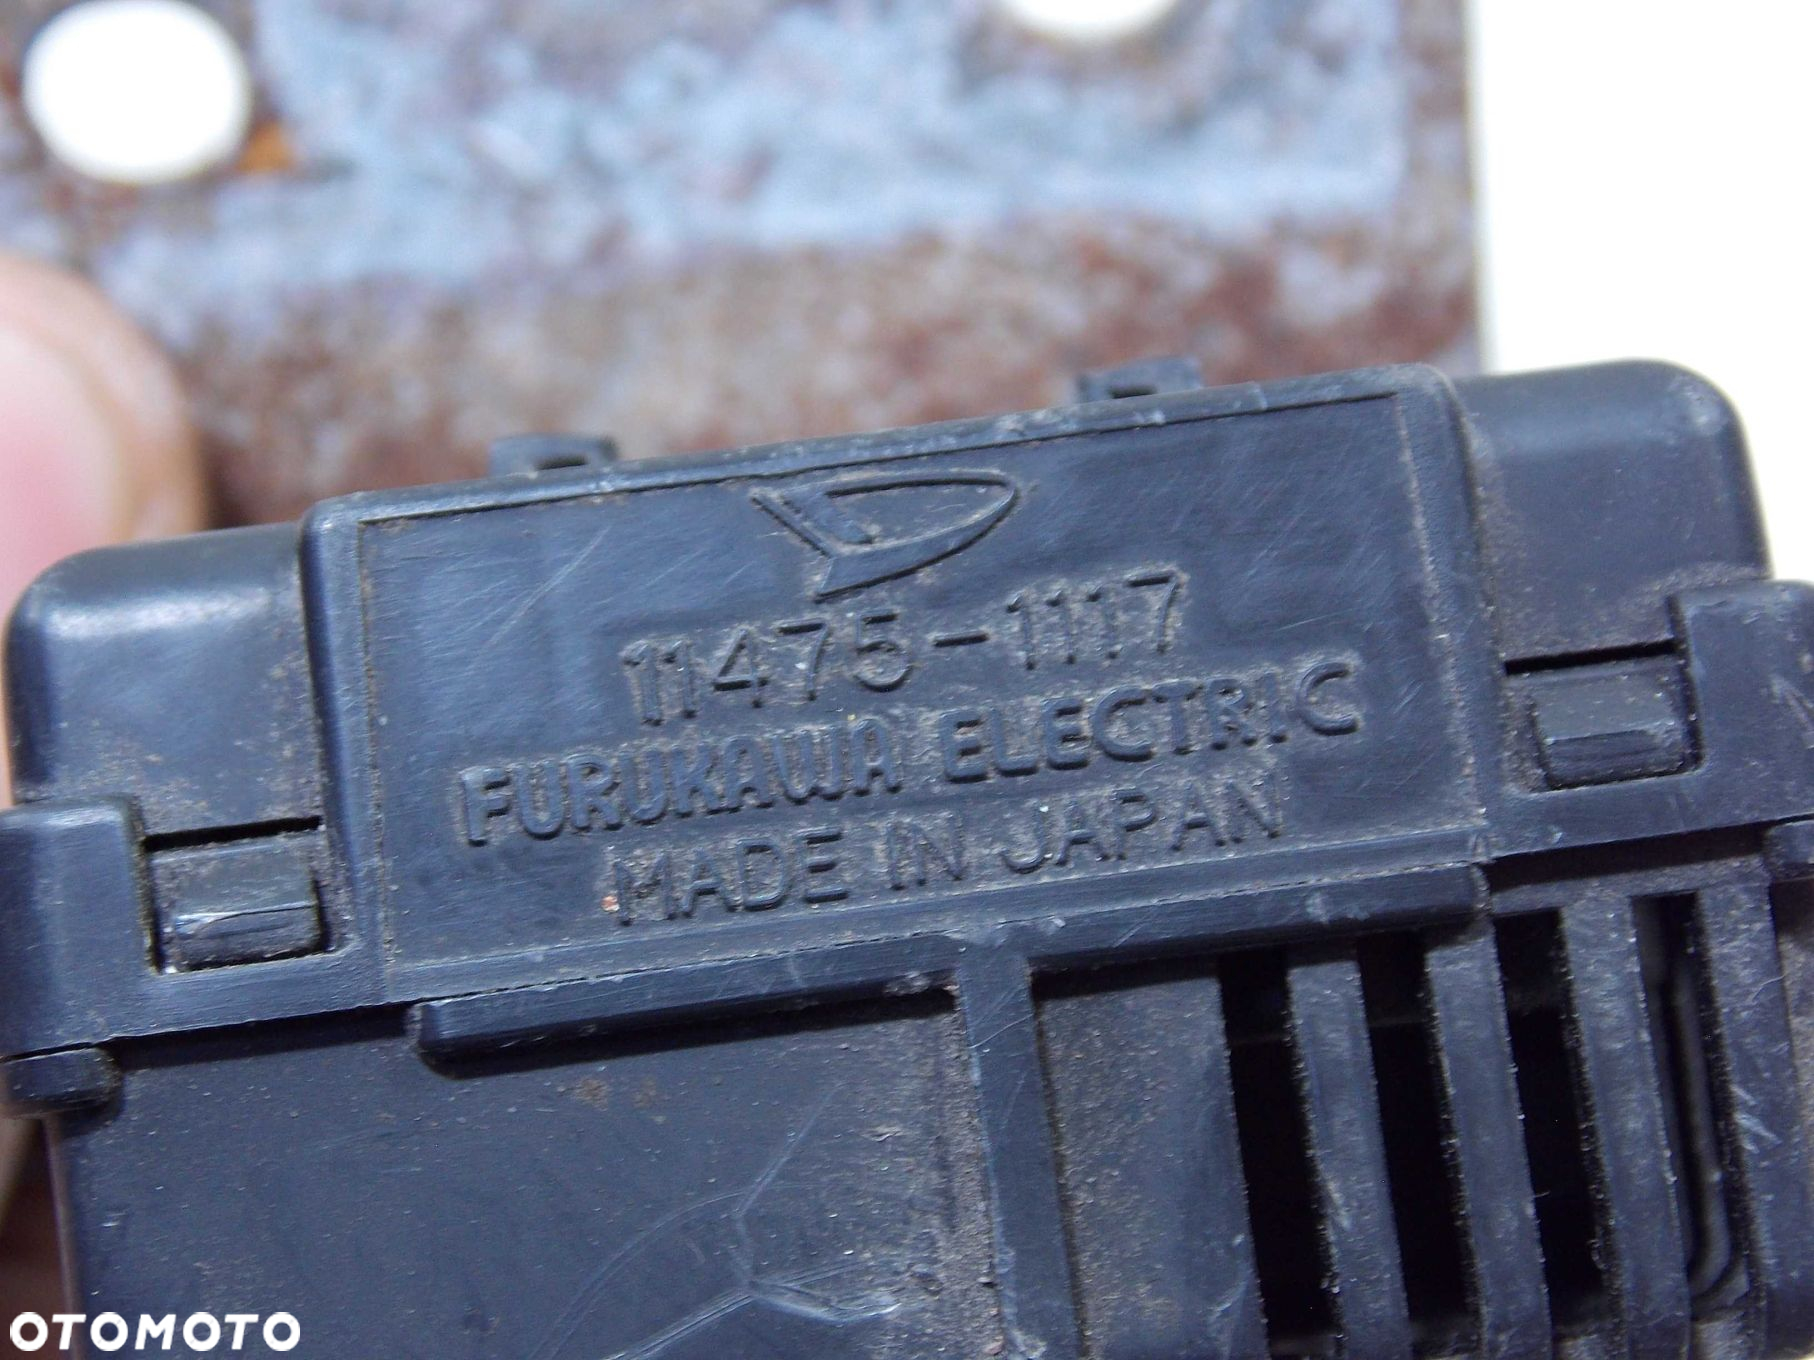 11475-1117
FURUKAWA ELECTRIC
MADE IN JAPAN
OTOMOTO